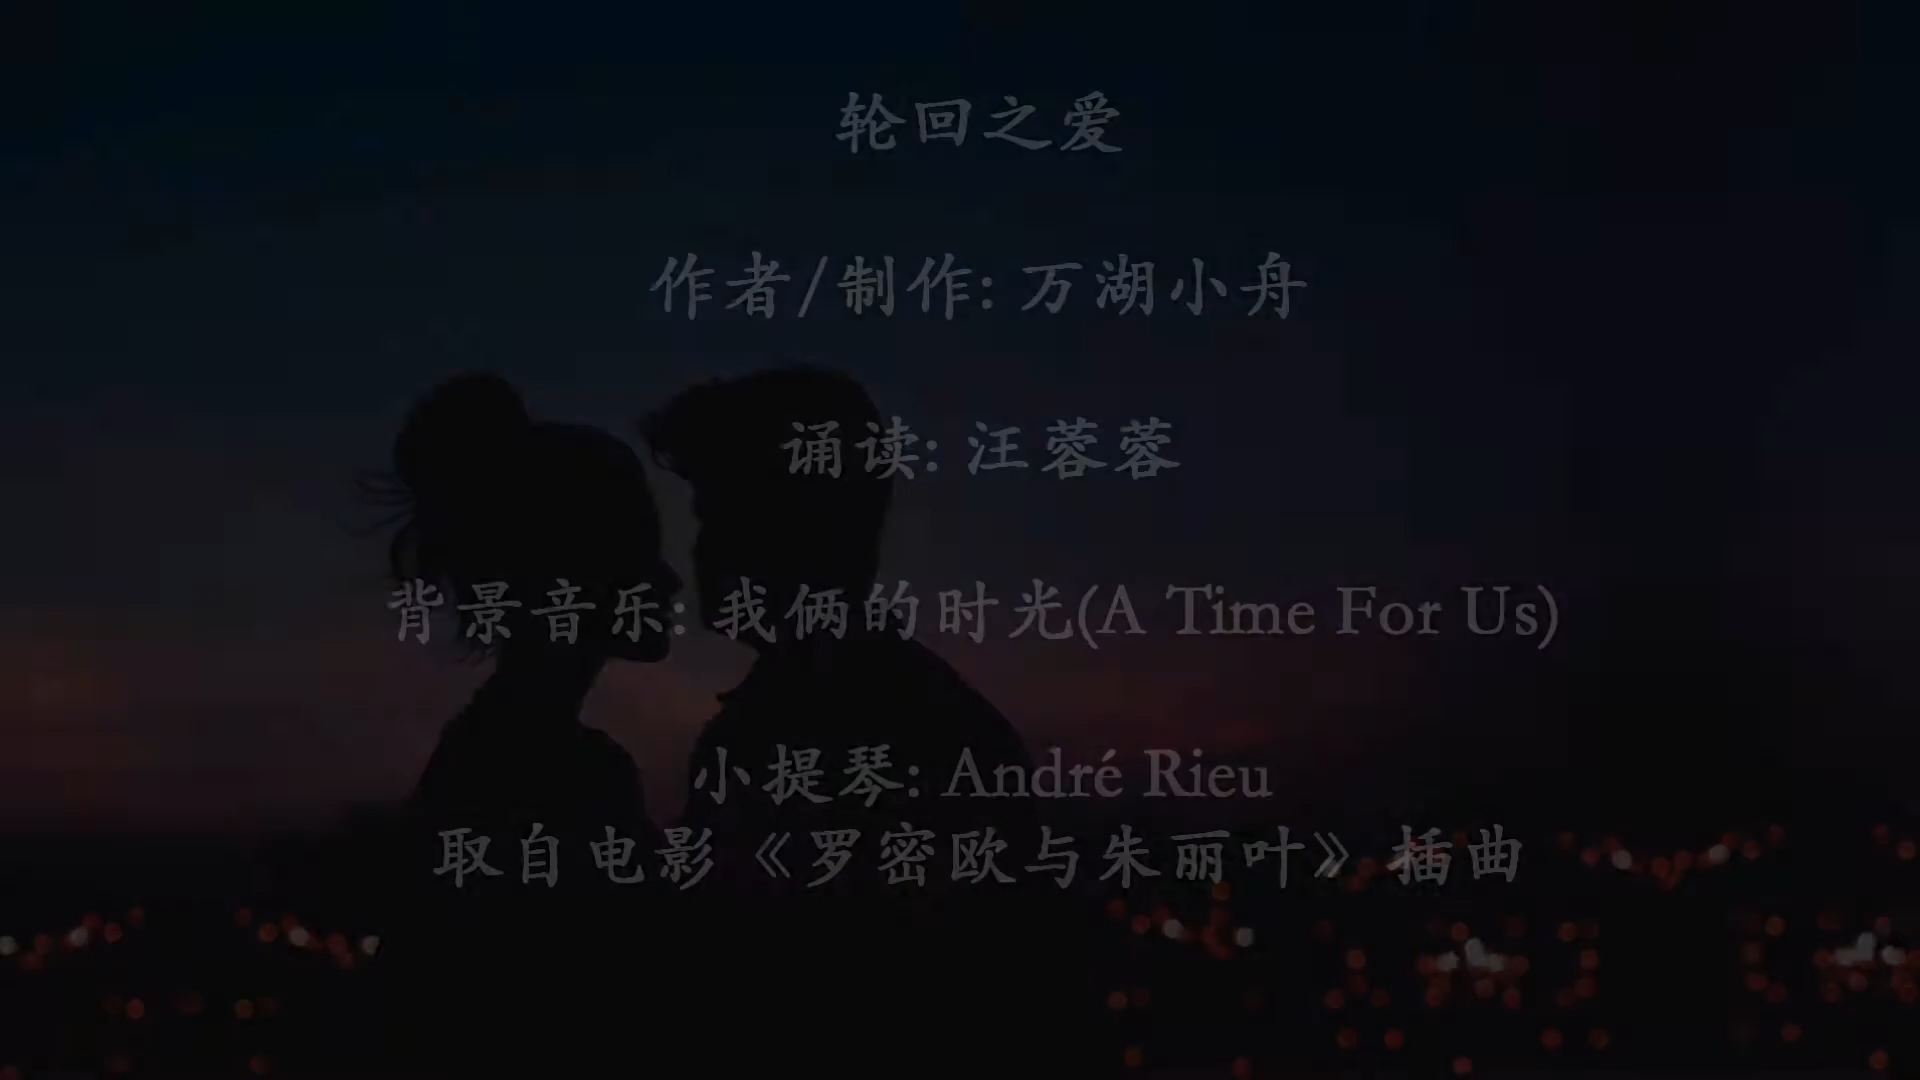 轮回之爱
作者/制作: 万湖小舟
诵读: 汪蓉蓉
背景音乐: 我俩的时光(A Time For Us)
小提琴: André Rieu
取自电影《罗密欧与朱丽叶》插曲